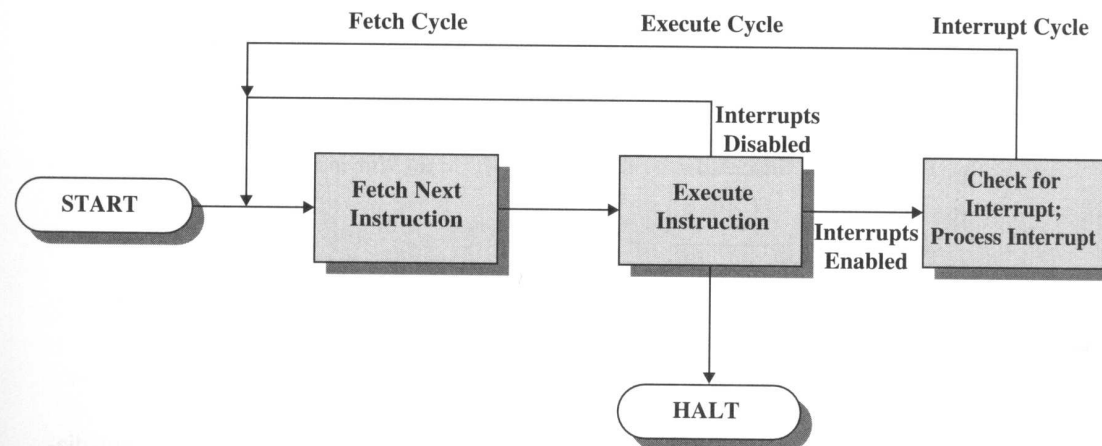 Fetch Cycle
Execute Cycle
Interrupt Cycle
START
Fetch Next
Instruction
Interrupts
Disabled
Execute
Instruction
Interrupts
Enabled
Check for
Interrupt;
Process Interrupt
HALT